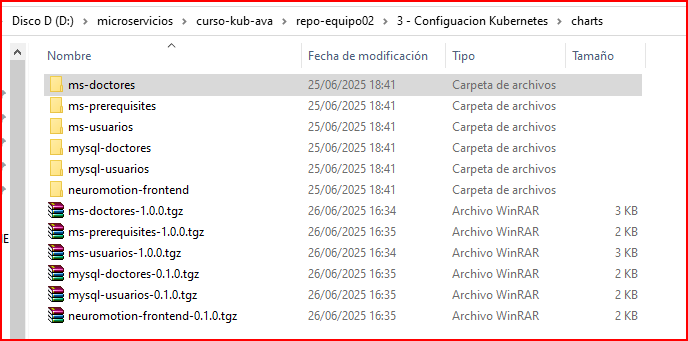 Disco D (D:) > microservicios > curso-kub-ava > repo-equipo02 > 3 - Configuacion Kubernetes > charts
Nombre Fecha de modificación Tipo Tamaño
ms-doctores 25/06/2025 18:41 Carpeta de archivos
ms-prerequisites 25/06/2025 18:41 Carpeta de archivos
ms-usuarios 25/06/2025 18:41 Carpeta de archivos
mysql-doctores 25/06/2025 18:41 Carpeta de archivos
mysql-usuarios 25/06/2025 18:41 Carpeta de archivos
neuromotion-frontend 25/06/2025 18:41 Carpeta de archivos
ms-doctores-1.0.0.tgz 26/06/2025 16:34 Archivo WinRAR 3 KB
ms-prerequisites-1.0.0.tgz 26/06/2025 16:35 Archivo WinRAR 2 KB
ms-usuarios-1.0.0.tgz 26/06/2025 16:34 Archivo WinRAR 3 KB
mysql-doctores-0.1.0.tgz 26/06/2025 16:35 Archivo WinRAR 2 KB
mysql-usuarios-0.1.0.tgz 26/06/2025 16:35 Archivo WinRAR 2 KB
neuromotion-frontend-0.1.0.tgz 26/06/2025 16:35 Archivo WinRAR 2 KB